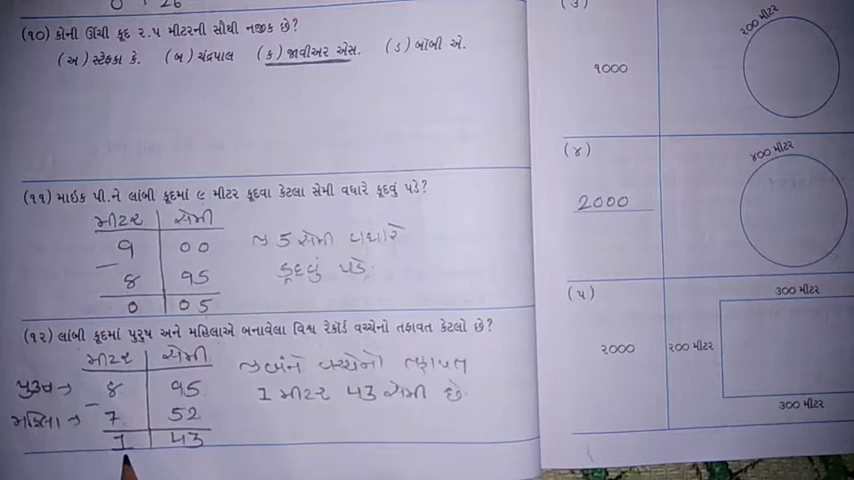 (૧૦) કોની ઊંચી કૂદ ૨.૫ મીટરની સૌથી નજીક છે?
(અ) સ્ટેફકા કે. (બ) ચંદ્રપાલ (ક) જાવીઅર એસ. (ડ) બૉબી એ.
(૧૧) માઇક પી.ને લાંબી કૂદમાં ૯ મીટર કૂદવા કેટલા સેમી વધારે કૂદવું પડે?
મીટર સેમી
9 00
- 8 95
0 05
5 સેમી વધારે
કૂદવું પડે.
(૧૨) લાંબી કૂદમાં પુરુષ અને મહિલાએ બનાવેલા વિશ્વ રેકૉર્ડ વચ્ચેનો તફાવત કેટલો છે?
મીટર સેમી
પુરુષ → 8 95
મહિલા → - 7 52
1 43
બંને વચ્ચેનો તફાવત
1 મીટર 43 સેમી છે.
૧૦૦૦
૨૦૦ મીટર
(૪)
2000
૪૦૦ મીટર
(૫)
૨૦૦૦
300 મીટર
૨૦૦ મીટર
300 મીટર